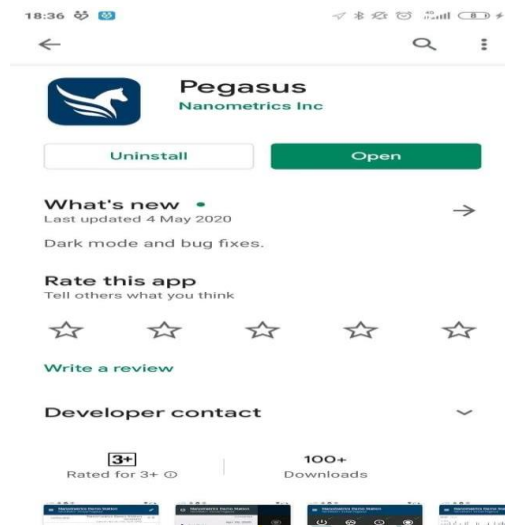 18:36
Pegasus
Nanometrics Inc
Uninstall
Open
What's new
Last updated 4 May 2020
Dark mode and bug fixes.
Rate this app
Tell others what you think
Write a review
Developer contact
3+
Rated for 3+
100+
Downloads